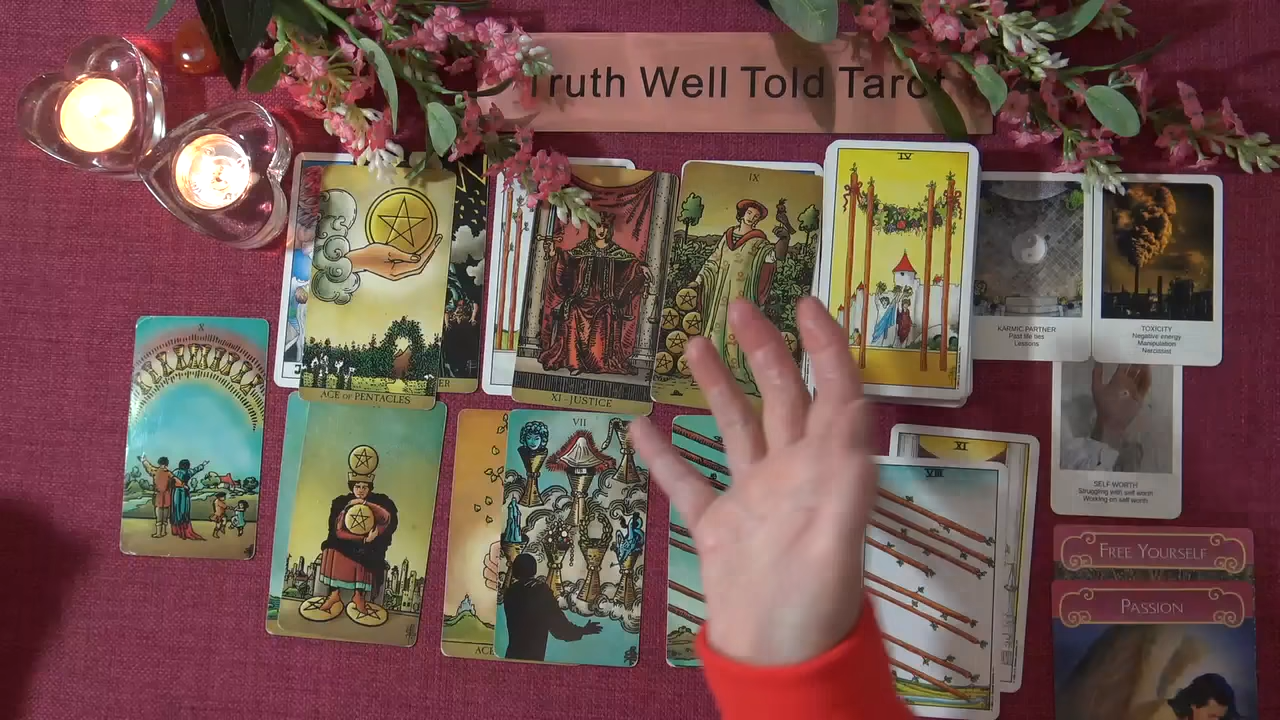 Truth Well Told Tarot
IX
IV
ACE OF PENTACLES
XI - JUSTICE
KARMIC PARTNER
Past life ties
Lessons
TOXICITY
Negative energy
Manipulation
Narcissist
X
VII
XI
VIII
SELF WORTH
Struggling with self worth
Working on self worth
FREE YOURSELF
PASSION